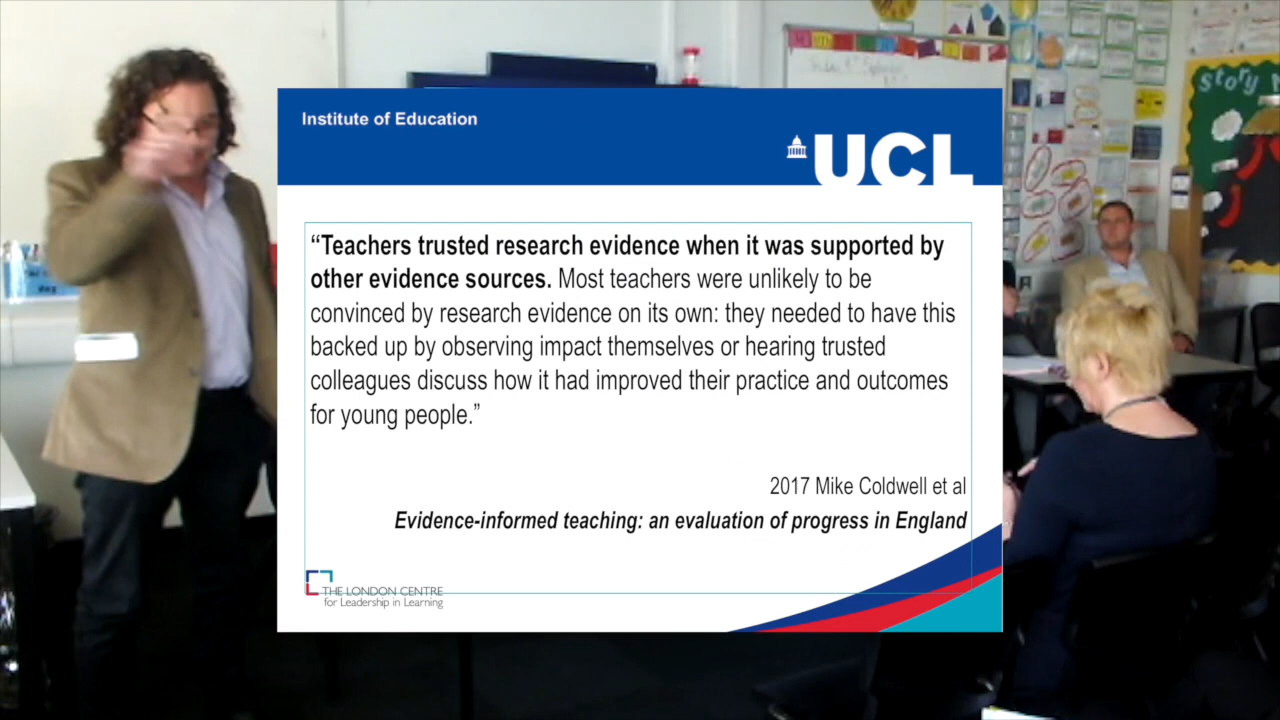 Institute of Education
UCL
“Teachers trusted research evidence when it was supported by
other evidence sources. Most teachers were unlikely to be
convinced by research evidence on its own: they needed to have this
backed up by observing impact themselves or hearing trusted
colleagues discuss how it had improved their practice and outcomes
for young people.”
2017 Mike Coldwell et al
Evidence-informed teaching: an evaluation of progress in England
THE LONDON CENTRE
for Leadership in Learning
Story